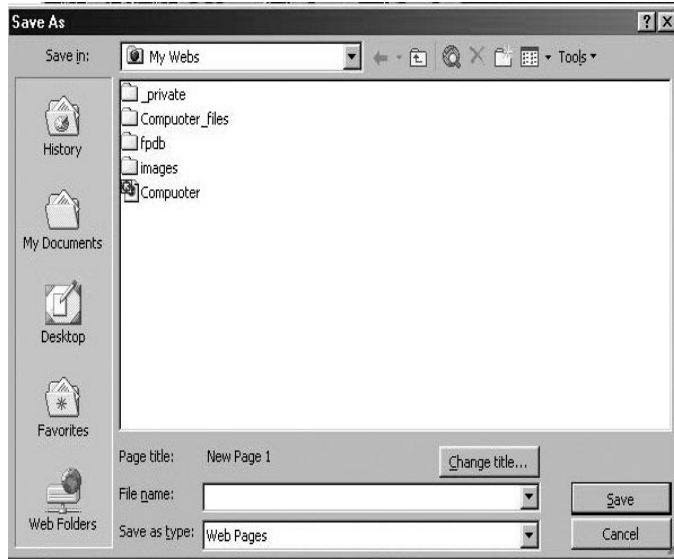 Save As
Save in:
My Webs
Tools
History
My Documents
Desktop
Favorites
Web Folders
_private
Compuoter_files
fpdb
images
Compuoter
Page title:
New Page 1
Change title...
File name:
Save
Save as type:
Web Pages
Cancel